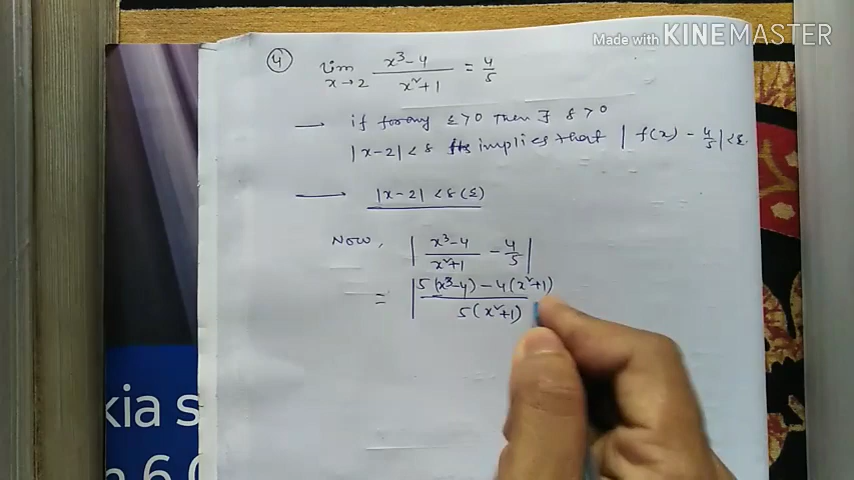 Made with KINEMASTER
④ lim x→2 x³-4 / x²+1 = 4/5
→ if for any ε>0 then ∃ δ>0
|x-2|<δ implies that |f(x) - 4/5|<ε.
→ |x-2|<δ(ε)
Now, | x³-4 / x²+1 - 4/5 |
= | 5(x³-4) - 4(x²+1) / 5(x²+1)
kia s